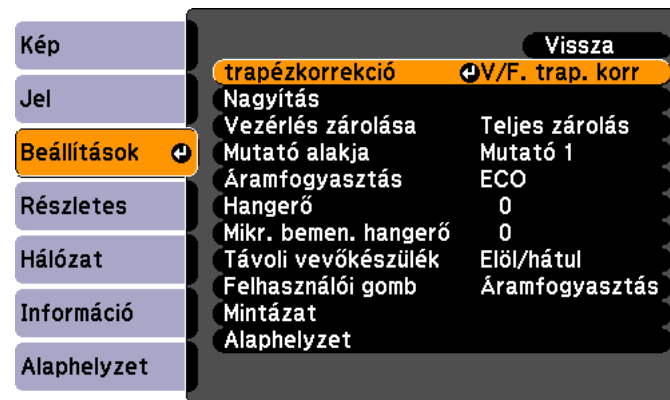 Kép
Jel
Beállítások
Részletes
Hálózat
Információ
Alaphelyzet
Vissza
trapézkorrekció V/F. trap. korr
Nagyítás
Vezérlés zárolása Teljes zárolás
Mutató alakja Mutató 1
Áramfogyasztás ECO
Hangerő 0
Mikr. bemen. hangerő 0
Távoli vevőkészülék Elöl/hátul
Felhasználói gomb Áramfogyasztás
Mintázat
Alaphelyzet